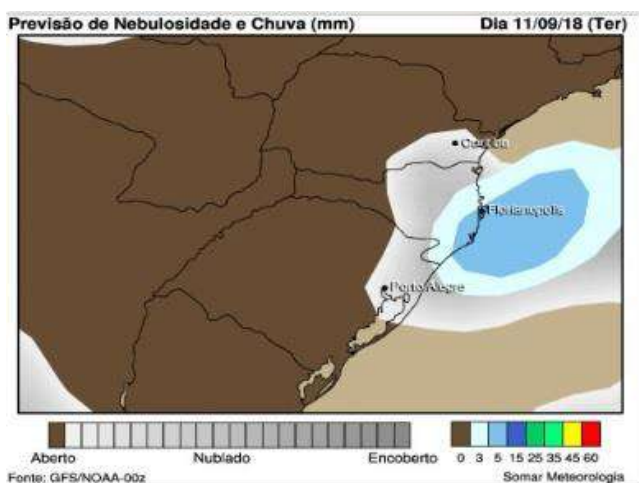 Previsão de Nebulosidade e Chuva (mm) Dia 11/09/18 (Ter)
Curitiba
Florianopolis
Porto Alegre
0 3 5 15 25 35 45 60
Aberto Nublado Encoberto
Fonte: GFS/NOAA-00z Somar Meteorologia